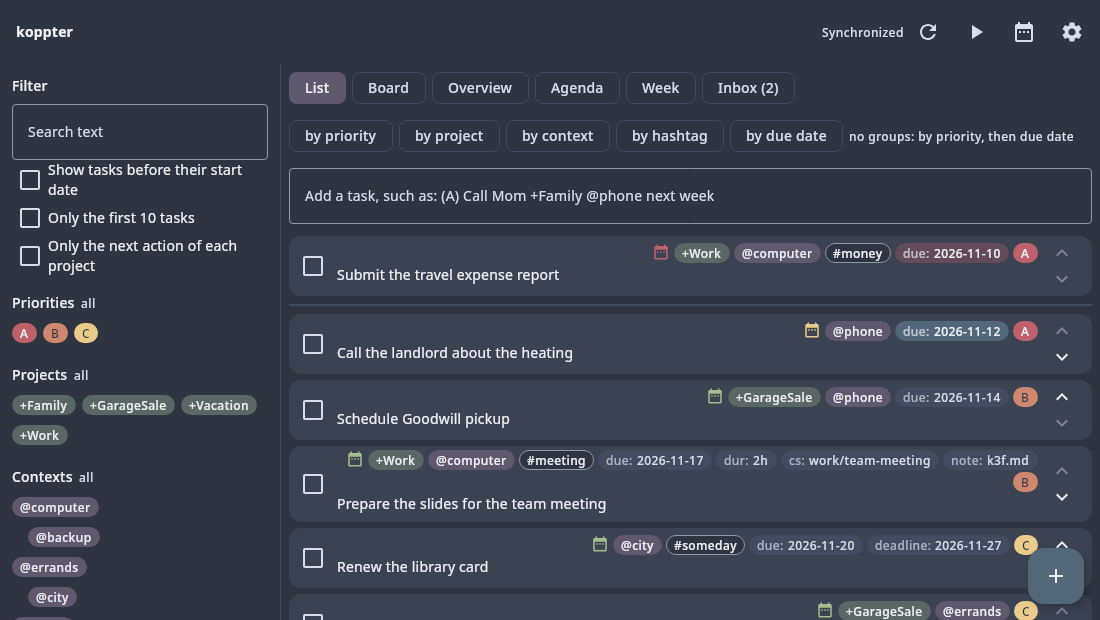 koppter
Synchronized
Filter
Search text
Show tasks before their start
date
Only the first 10 tasks
Only the next action of each
project
Priorities all
A B C
Projects all
+Family +GarageSale +Vacation
+Work
Contexts all
@computer
@backup
@errands
@city
List Board Overview Agenda Week Inbox (2)
by priority by project by context by hashtag by due date no groups: by priority, then due date
Add a task, such as: (A) Call Mom +Family @phone next week
+Work @computer #money due: 2026-11-10 A
Submit the travel expense report
@phone due: 2026-11-12 A
Call the landlord about the heating
+GarageSale @phone due: 2026-11-14 B
Schedule Goodwill pickup
+Work @computer #meeting due: 2026-11-17 dur: 2h cs: work/team-meeting note: k3f.md
B
Prepare the slides for the team meeting
@city #someday due: 2026-11-20 deadline: 2026-11-27 C
Renew the library card
+
+GarageSale @errands C